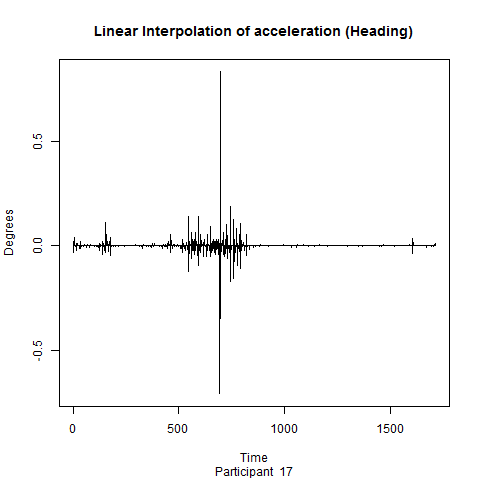 Linear Interpolation of acceleration (Heading)
Degrees
0.5
0.0
-0.5
0 500 1000 1500
Time
Participant 17